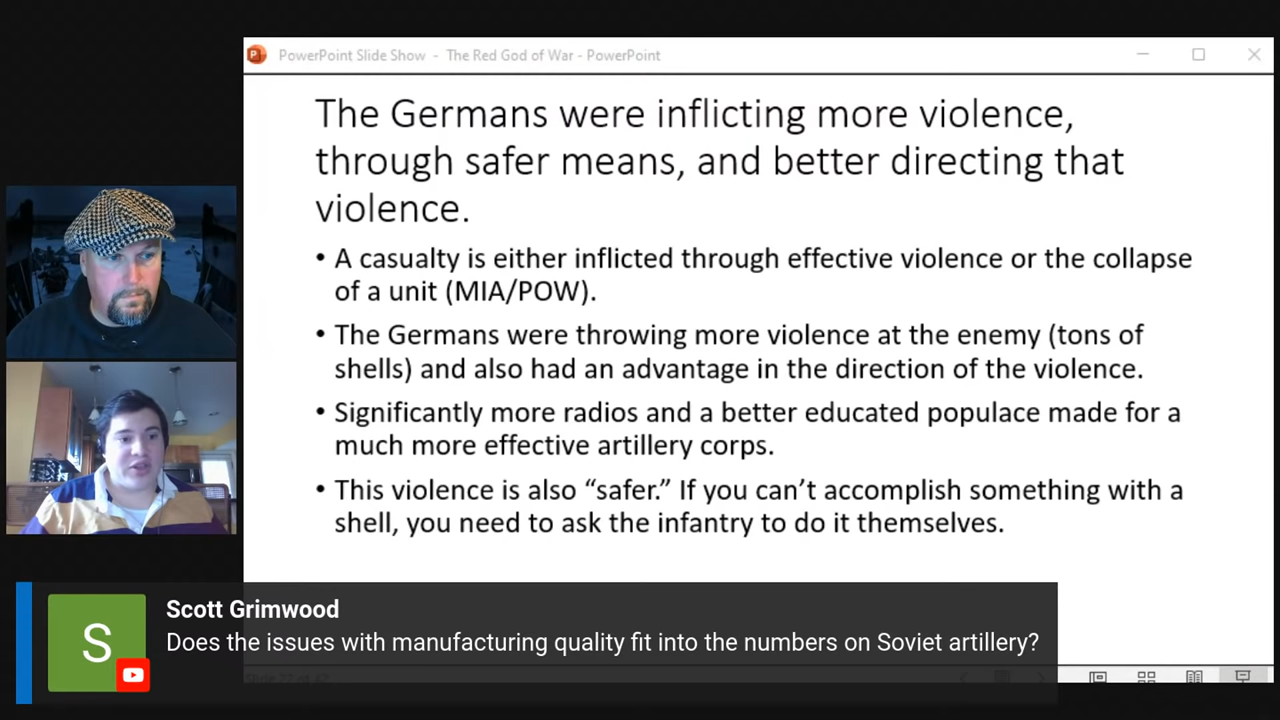 PowerPoint Slide Show - The Red God of War - PowerPoint
The Germans were inflicting more violence,
through safer means, and better directing that
violence.
• A casualty is either inflicted through effective violence or the collapse
of a unit (MIA/POW).
• The Germans were throwing more violence at the enemy (tons of
shells) and also had an advantage in the direction of the violence.
• Significantly more radios and a better educated populace made for a
much more effective artillery corps.
• This violence is also “safer.” If you can’t accomplish something with a
shell, you need to ask the infantry to do it themselves.
S
Scott Grimwood
Does the issues with manufacturing quality fit into the numbers on Soviet artillery?